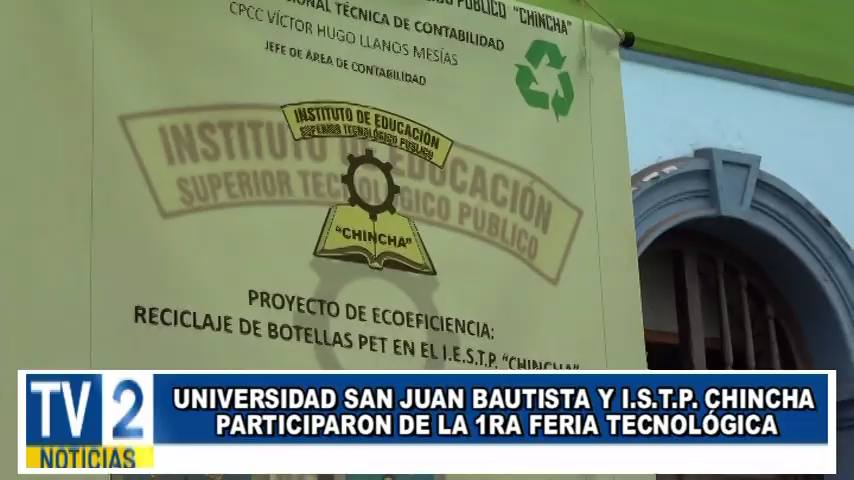 PÚBLICO "CHINCHA"
TÉCNICA DE CONTABILIDAD
CPCC VÍCTOR HUGO LLANOS MESÍAS
JEFE DE ÁREA DE CONTABILIDAD
INSTITUTO DE EDUCACIÓN
SUPERIOR TECNOLÓGICO PÚBLICO
"CHINCHA"
INSTITUTO DE EDUCACIÓN
SUPERIOR TECNOLÓGICO PÚBLICO
PROYECTO DE ECOEFICIENCIA:
RECICLAJE DE BOTELLAS PET EN EL I.E.S.T.P. "CHINCHA"
TV2
NOTICIAS
UNIVERSIDAD SAN JUAN BAUTISTA Y I.S.T.P. CHINCHA
PARTICIPARON DE LA 1RA FERIA TECNOLÓGICA